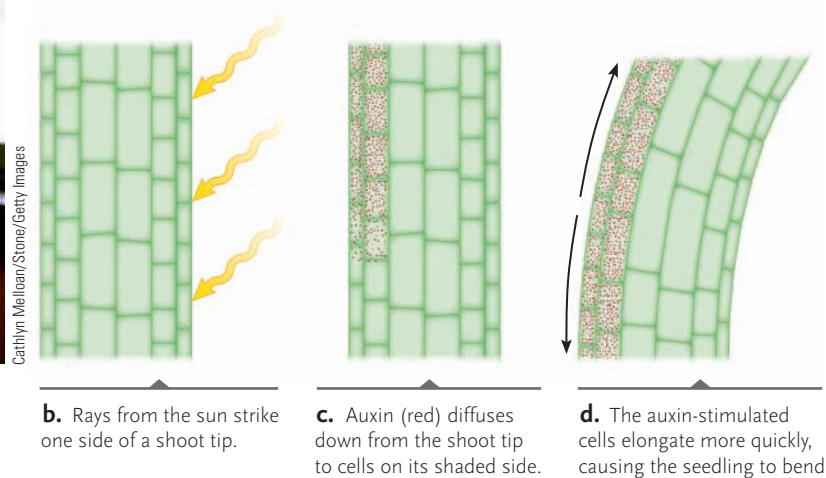 Cathlyn Melloan/Stone/Getty Images
b. Rays from the sun strike
one side of a shoot tip.
c. Auxin (red) diffuses
down from the shoot tip
to cells on its shaded side.
d. The auxin-stimulated
cells elongate more quickly,
causing the seedling to bend